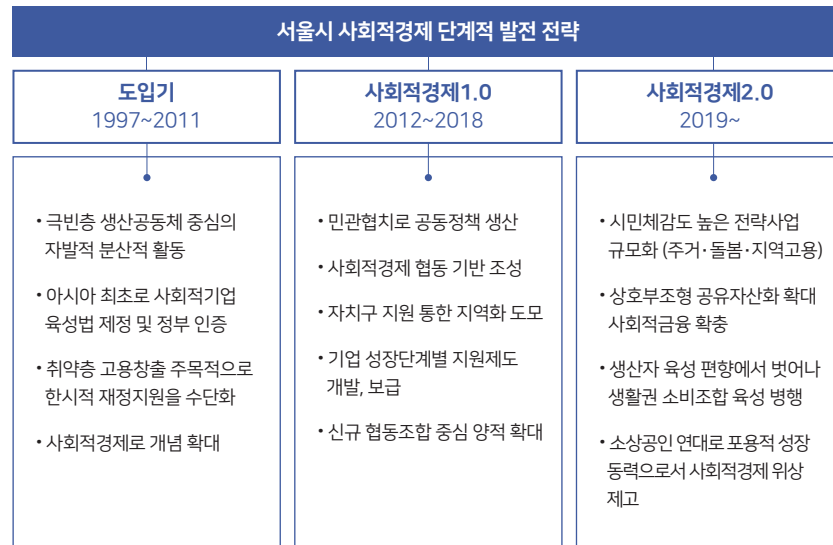 서울시 사회적경제 단계적 발전 전략
도입기
1997~2011
• 극빈층 생산공동체 중심의
자발적 분산적 활동
• 아시아 최초로 사회적기업
육성법 제정 및 정부 인증
• 취약층 고용창출 주목적으로
한시적 재정지원을 수단화
• 사회적경제로 개념 확대
사회적경제1.0
2012~2018
• 민관협치로 공동정책 생산
• 사회적경제 협동 기반 조성
• 자치구 지원 통한 지역화 도모
• 기업 성장단계별 지원제도
개발, 보급
• 신규 협동조합 중심 양적 확대
사회적경제2.0
2019~
• 시민체감도 높은 전략사업
규모화 (주거·돌봄·지역고용)
• 상호부조형 공유자산화 확대
사회적금융 확충
• 생산자 육성 편향에서 벗어나
생활권 소비조합 육성 병행
• 소상공인 연대로 포용적 성장
동력으로서 사회적경제 위상
제고